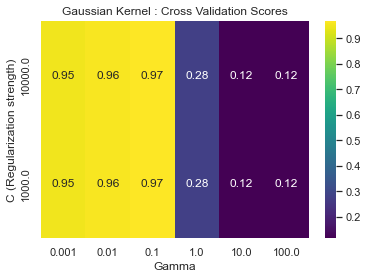 Gaussian Kernel : Cross Validation Scores
C (Regularization strength)
10000.0
0.95 0.96 0.97 0.28 0.12 0.12
1000.0
0.95 0.96 0.97 0.28 0.12 0.12
0.001 0.01 0.1 1.0 10.0 100.0
Gamma
0.9
0.8
0.7
0.6
0.5
0.4
0.3
0.2